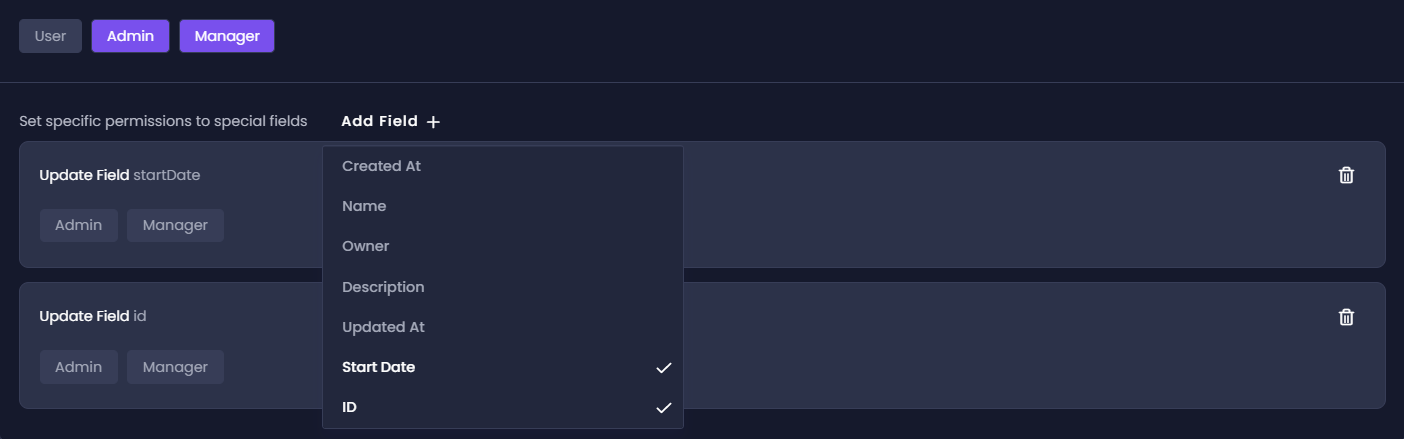 User Admin Manager
Set specific permissions to special fields Add Field +
Update Field startDate
Admin Manager
Update Field id
Admin Manager
Created At
Name
Owner
Description
Updated At
Start Date
ID